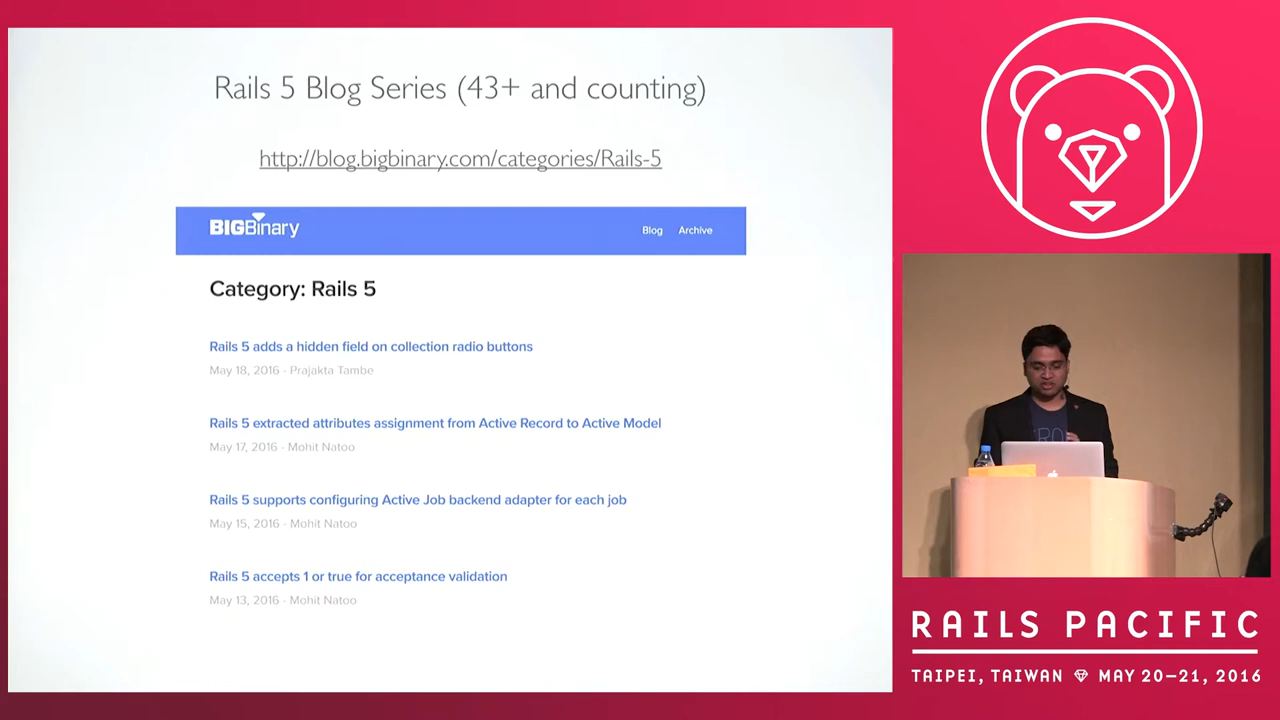 Rails 5 Blog Series (43+ and counting)
http://blog.bigbinary.com/categories/Rails-5
BIGBinary
Blog Archive
Category: Rails 5
Rails 5 adds a hidden field on collection radio buttons
May 18, 2016 - Prajakta Tambe
Rails 5 extracted attributes assignment from Active Record to Active Model
May 17, 2016 - Mohit Natoo
Rails 5 supports configuring Active Job backend adapter for each job
May 15, 2016 - Mohit Natoo
Rails 5 accepts 1 or true for acceptance validation
May 13, 2016 - Mohit Natoo
RAILS PACIFIC
TAIPEI, TAIWAN MAY 20–21, 2016